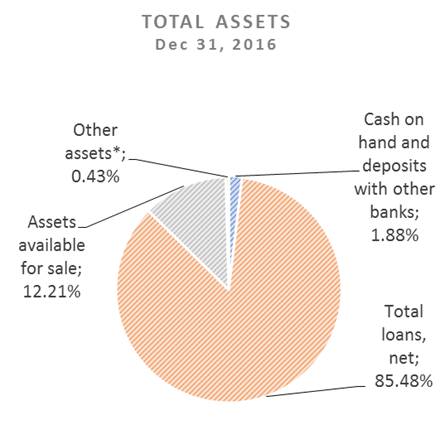 TOTAL ASSETS
Dec 31, 2016
Other
assets*;
0.43%
Cash on
hand and
deposits
with other
banks;
1.88%
Assets
available
for sale;
12.21%
Total
loans,
net;
85.48%